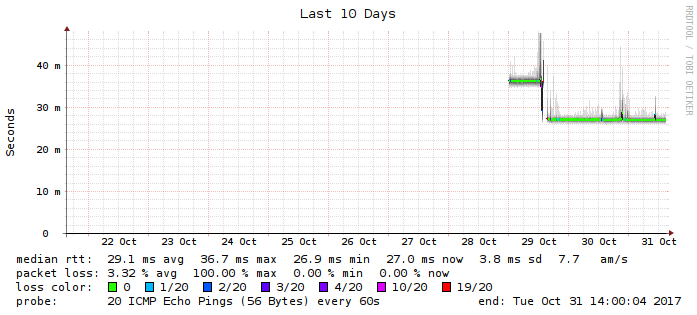 Last 10 Days
RRDTOOL / TOBI OETIKER
Seconds
40 m
30 m
20 m
10 m
0
22 Oct 23 Oct 24 Oct 25 Oct 26 Oct 27 Oct 28 Oct 29 Oct 30 Oct 31 Oct
median rtt: 29.1 ms avg 36.7 ms max 26.9 ms min 27.0 ms now 3.8 ms sd 7.7 am/s
packet loss: 3.32 % avg 100.00 % max 0.00 % min 0.00 % now
loss color: 0 1/20 2/20 3/20 4/20 10/20 19/20
probe: 20 ICMP Echo Pings (56 Bytes) every 60s end: Tue Oct 31 14:00:04 2017